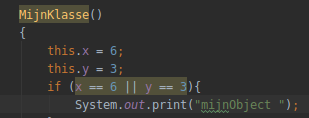 MijnKlasse()
{
this.x = 6;
this.y = 3;
if (x == 6 || y == 3){
System.out.print("mijnObject ");